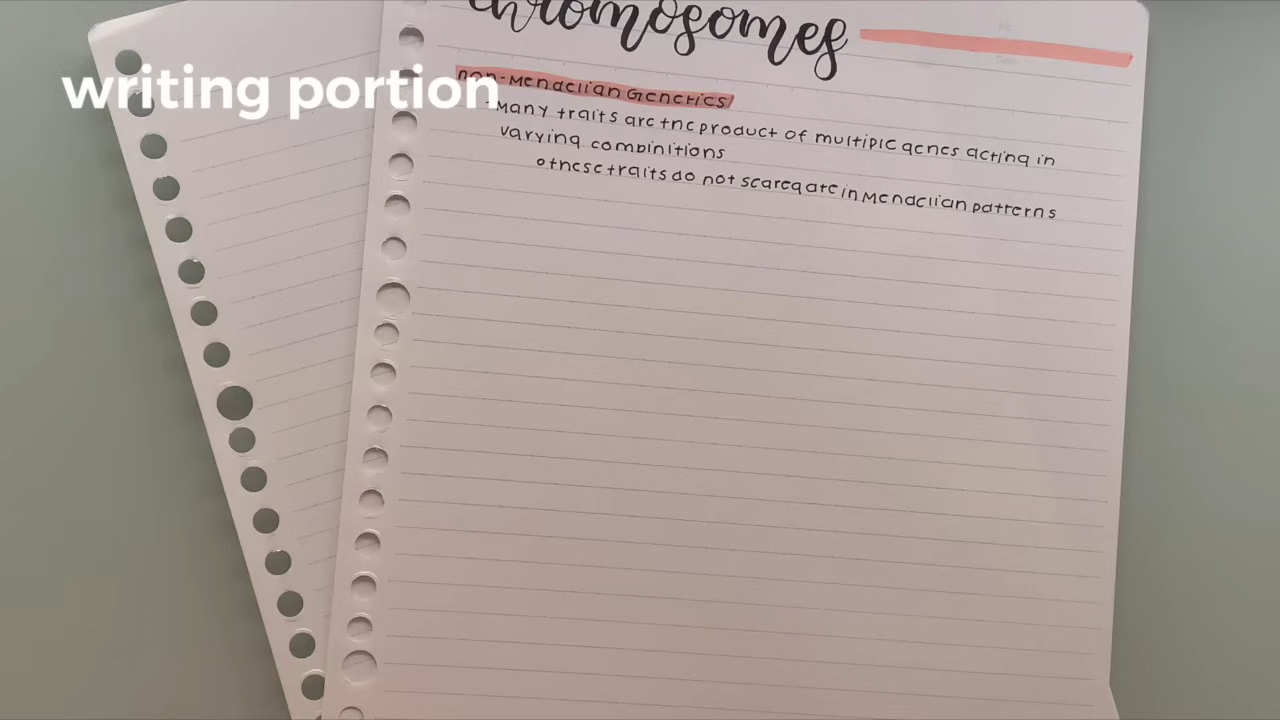 chromosomes
writing portion
non-Mendelian Genetics
-Many traits are the product of multiple genes acting in
varying combinitions
o these traits do not scaregate in Mendelian patterns